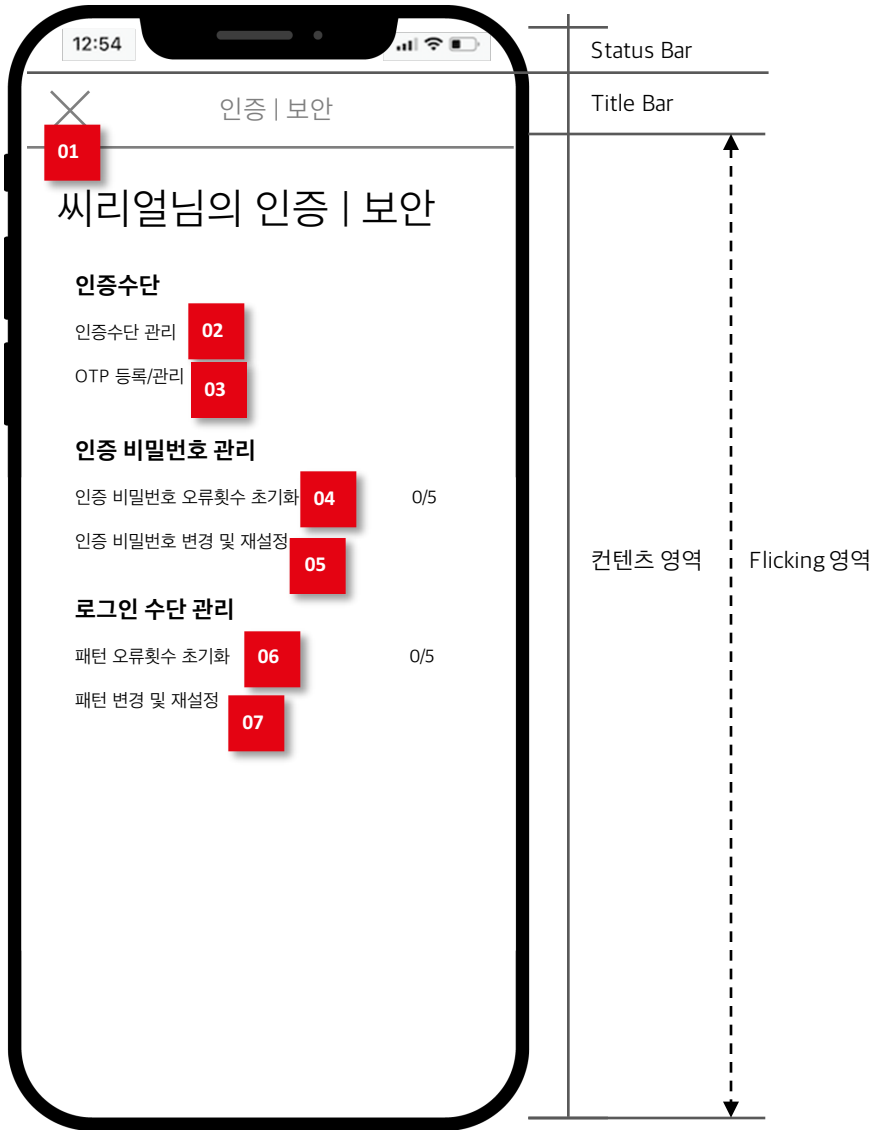 12:54
Status Bar
인증 | 보안
Title Bar
01
씨리얼님의 인증 | 보안
인증수단
인증수단 관리 02
OTP 등록/관리 03
인증 비밀번호 관리
인증 비밀번호 오류횟수 초기화 04 0/5
인증 비밀번호 변경 및 재설정 05
컨텐츠 영역
Flicking 영역
로그인 수단 관리
패턴 오류횟수 초기화 06 0/5
패턴 변경 및 재설정 07